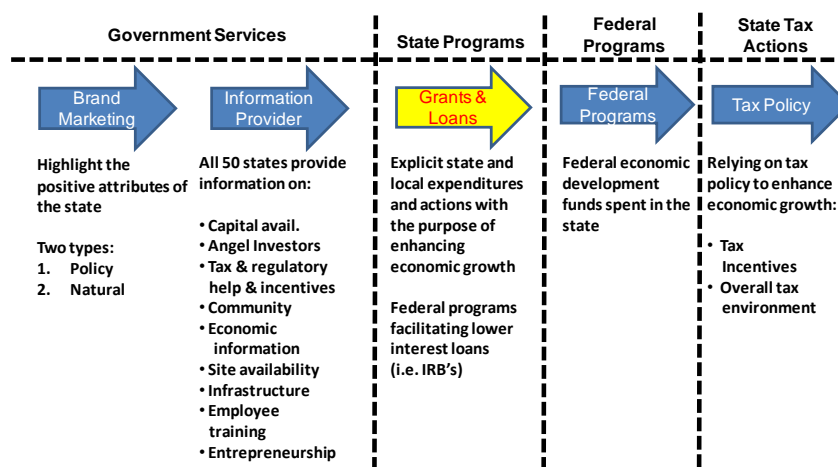 Government Services
State Programs
Federal
Programs
State Tax
Actions
Brand
Marketing
Information
Provider
Grants &
Loans
Federal
Programs
Tax Policy
Highlight the
positive attributes of
the state
Two types:
1. Policy
2. Natural
All 50 states provide
information on:
• Capital avail.
• Angel Investors
• Tax & regulatory
help & incentives
• Community
• Economic
information
• Site availability
• Infrastructure
• Employee
training
• Entrepreneurship
Explicit state and
local expenditures
and actions with
the purpose of
enhancing
economic growth
Federal programs
facilitating lower
interest loans
(i.e. IRB's)
Federal economic
development
funds spent in the
state
Relying on tax
policy to enhance
economic growth:
• Tax
Incentives
• Overall tax
environment